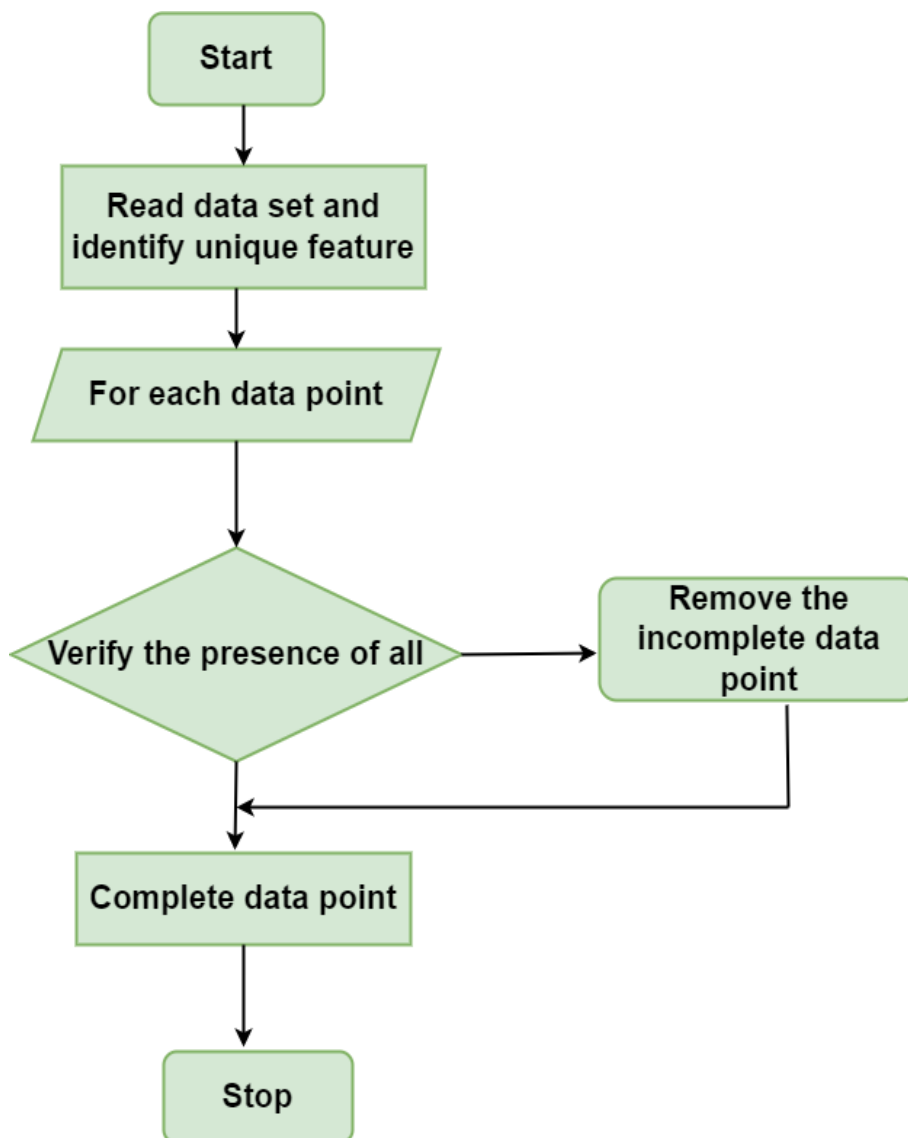 Start
Read data set and
identify unique feature
For each data point
Verify the presence of all
Remove the
incomplete data
point
Complete data point
Stop